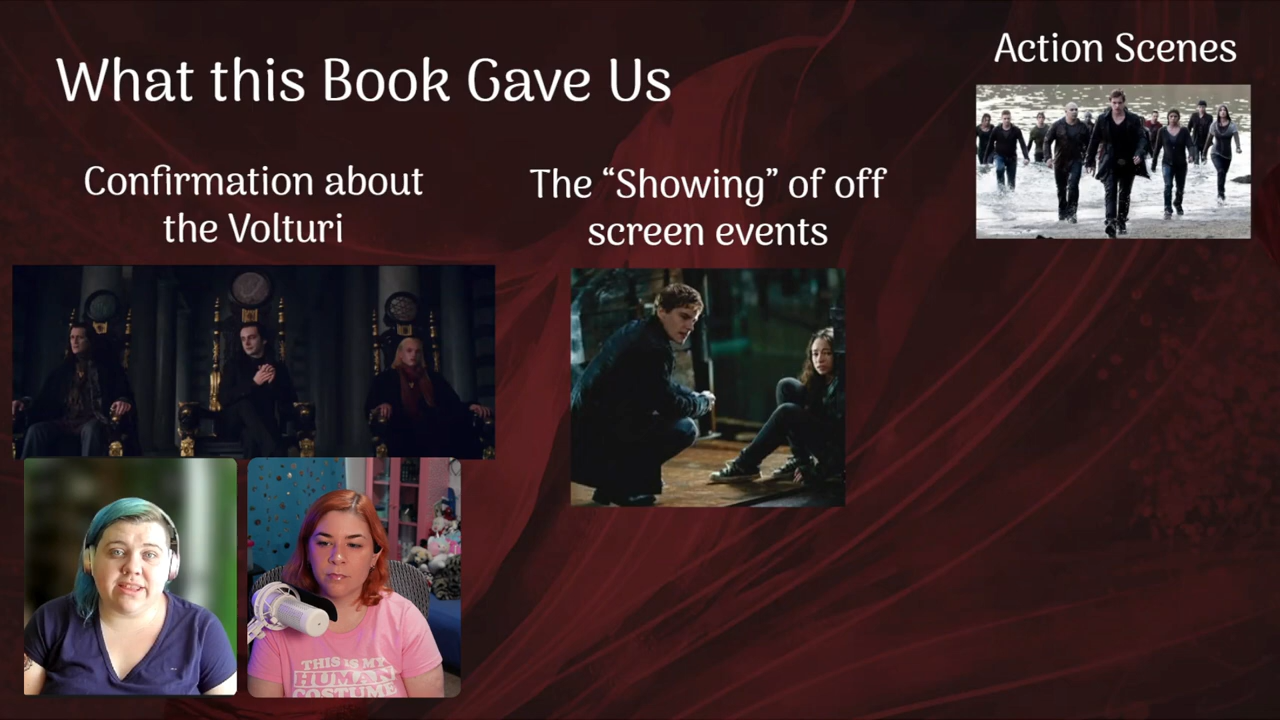 What this Book Gave Us
Action Scenes
Confirmation about
the Volturi
The “Showing” of off
screen events
THIS IS MY
HUMAN
COSTUME